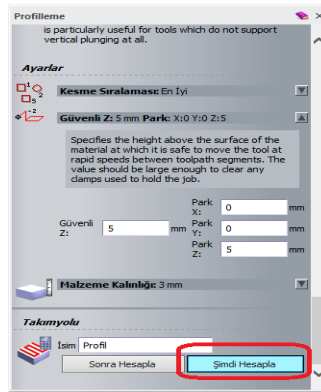 Profilleme
is particularly useful for tools which do not support
vertical plunging at all.
Ayarlar
Kesme Sıralaması: En İyi
Güvenli Z: 5 mm Park: X:0 Y:0 Z:5
Specifies the height above the surface of the
material at which it is safe to move the tool at
rapid speeds between toolpath segments. The
value should be large enough to clear any
clamps used to hold the job.
Güvenli Z: 5 mm
Park X: 0 mm
Park Y: 0 mm
Park Z: 5 mm
Malzeme Kalınlığı: 3 mm
Takımyolu
İsim Profil
Sonra Hesapla Şimdi Hesapla